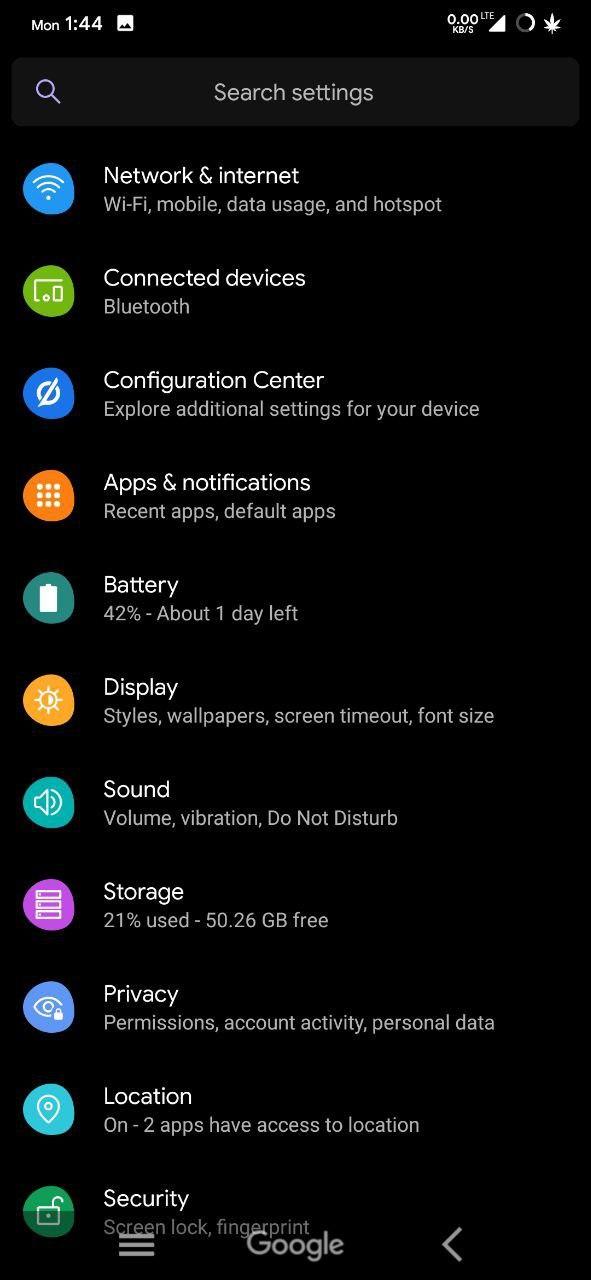 Mon 1:44
0.00 LTE
KB/S
Search settings
Network & internet
Wi-Fi, mobile, data usage, and hotspot
Connected devices
Bluetooth
Configuration Center
Explore additional settings for your device
Apps & notifications
Recent apps, default apps
Battery
42% - About 1 day left
Display
Styles, wallpapers, screen timeout, font size
Sound
Volume, vibration, Do Not Disturb
Storage
21% used - 50.26 GB free
Privacy
Permissions, account activity, personal data
Location
On - 2 apps have access to location
Security
Screen lock, fingerprint
Google